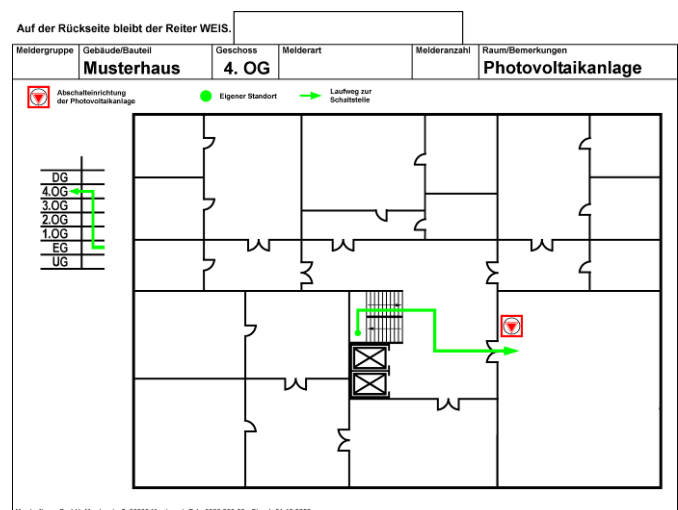 Auf der Rückseite bleibt der Reiter WEIS.
Meldergruppe Gebäude/Bauteil Geschoss Melderart Melderanzahl Raum/Bemerkungen
Musterhaus 4. OG Photovoltaikanlage
Abschalteinrichtung der Photovoltaikanlage
Eigener Standort
Laufweg zur Schaltstelle
DG
4.OG
3.OG
2.OG
1.OG
EG
UG